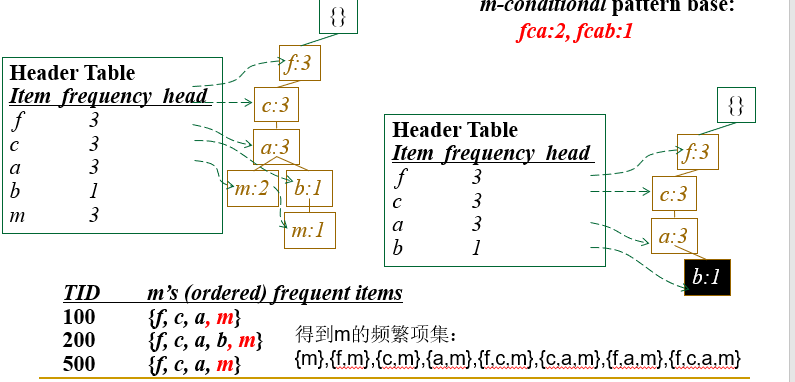 m-conditional pattern base:
fca:2, fcab:1
{}
f:3
c:3
a:3
m:2
b:1
m:1
Header Table
Item frequency head
f 3
c 3
a 3
b 1
m 3
{}
f:3
c:3
a:3
b:1
Header Table
Item frequency head
f 3
c 3
a 3
b 1
TID m's (ordered) frequent items
100 {f, c, a, m}
200 {f, c, a, b, m}
500 {f, c, a, m}
得到m的频繁项集：
{m},{f,m},{c,m},{a,m},{f,c,m},{c,a,m},{f,a,m},{f,c,a,m}